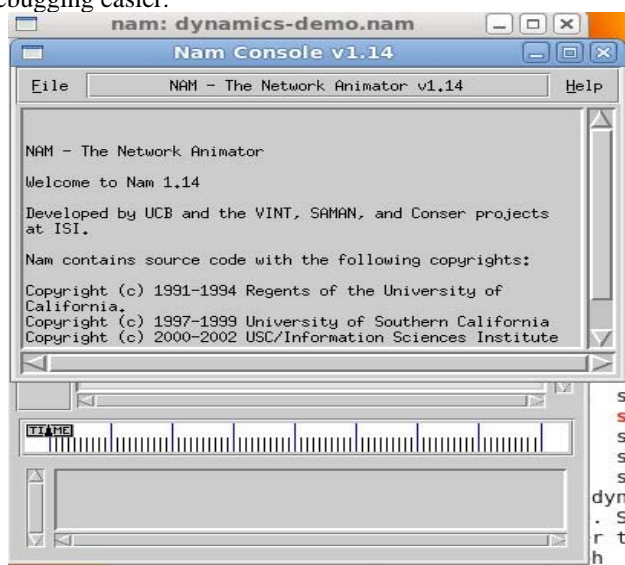 ebugging easier.
nam: dynamics-demo.nam
Nam Console v1.14
File NAM - The Network Animator v1.14 Help
NAM - The Network Animator
Welcome to Nam 1.14
Developed by UCB and the VINT, SAMAN, and Conser projects
at ISI.
Nam contains source code with the following copyrights:
Copyright (c) 1991-1994 Regents of the University of
California.
Copyright (c) 1997-1999 University of Southern California
Copyright (c) 2000-2002 USC/Information Sciences Institute
TIME
s
s
s
s
s
dyn
. S
r t
h